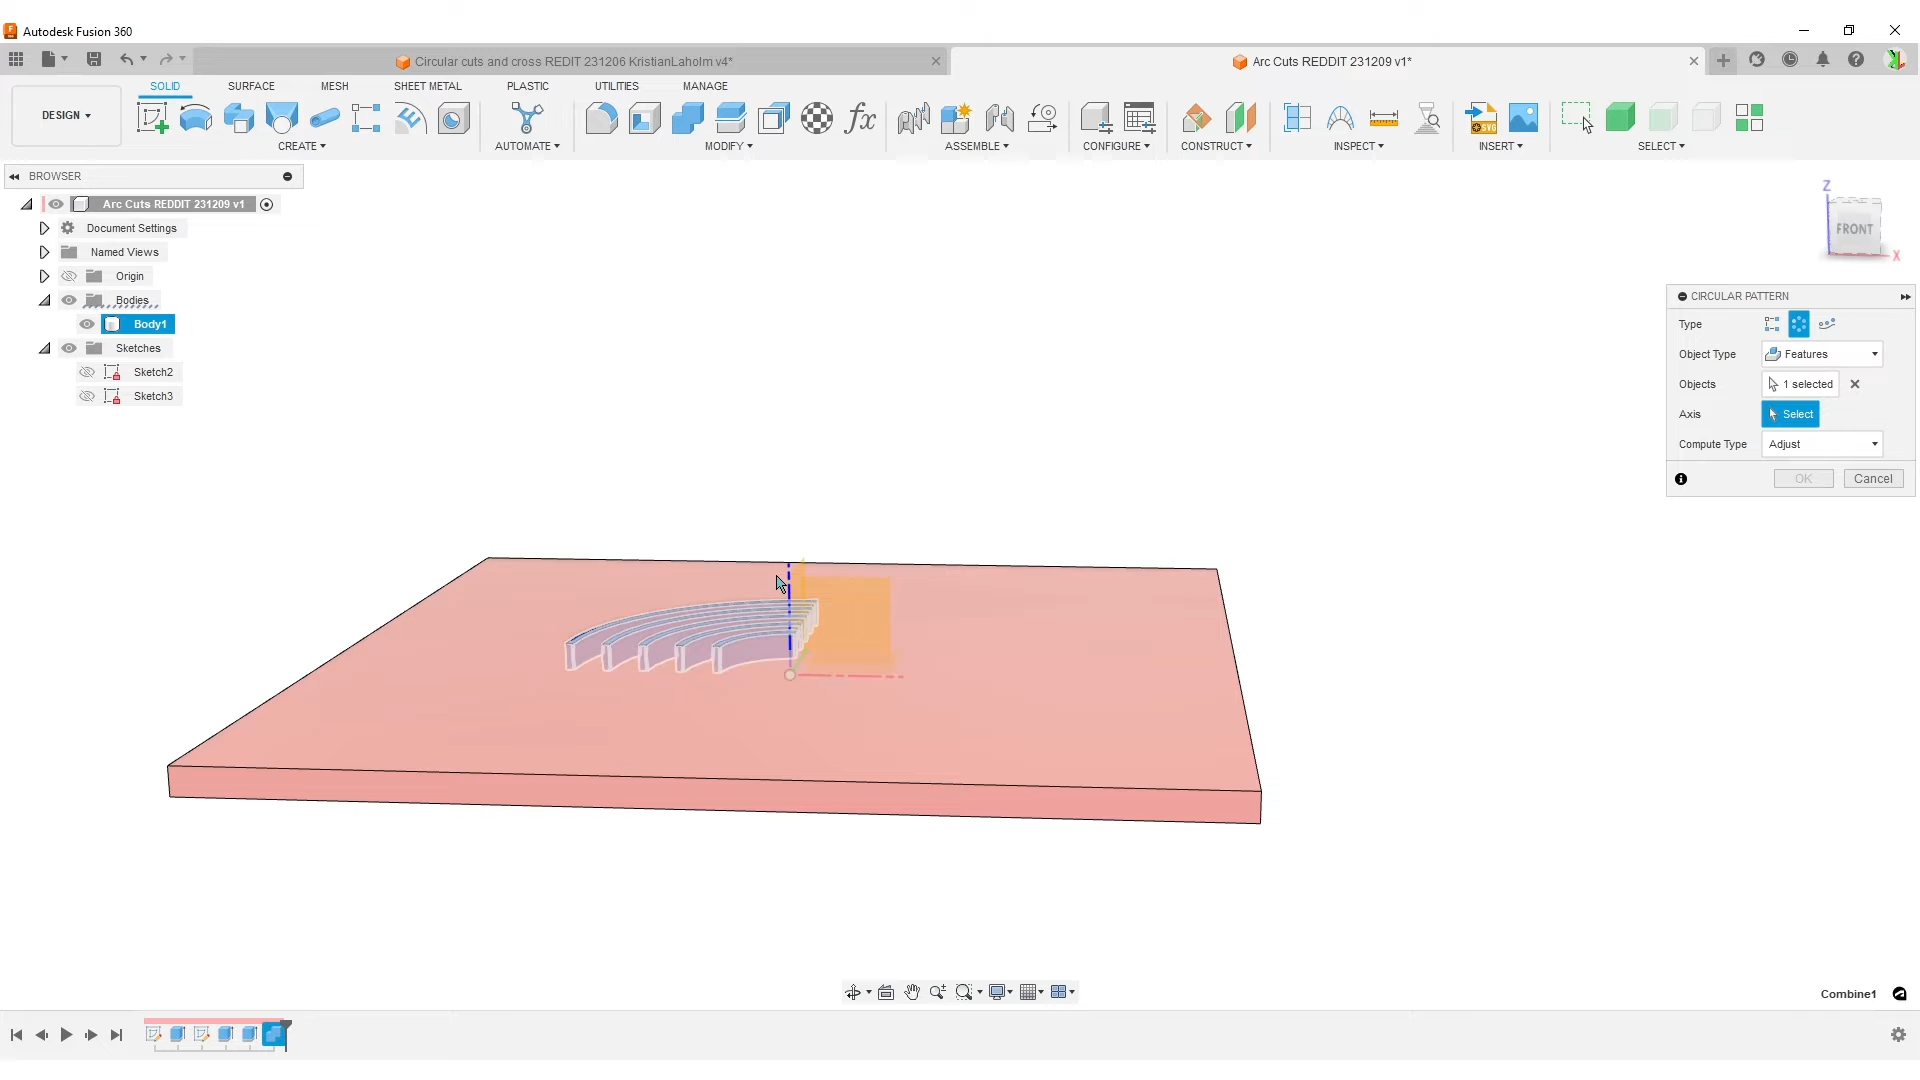 Autodesk Fusion 360
Circular cuts and cross REDIT 231206 KristianLaholm v4*
Arc Cuts REDDIT 231209 v1*
SOLID SURFACE MESH SHEET METAL PLASTIC UTILITIES MANAGE
DESIGN
CREATE AUTOMATE MODIFY ASSEMBLE CONFIGURE CONSTRUCT INSPECT INSERT SELECT
fx
SVG
BROWSER
Arc Cuts REDDIT 231209 v1
Document Settings
Named Views
Origin
Bodies
Body1
Sketches
Sketch2
Sketch3
Z
FRONT
X
CIRCULAR PATTERN
Type
Object Type Features
Objects 1 selected
Axis Select
Compute Type Adjust
OK Cancel
Combine1